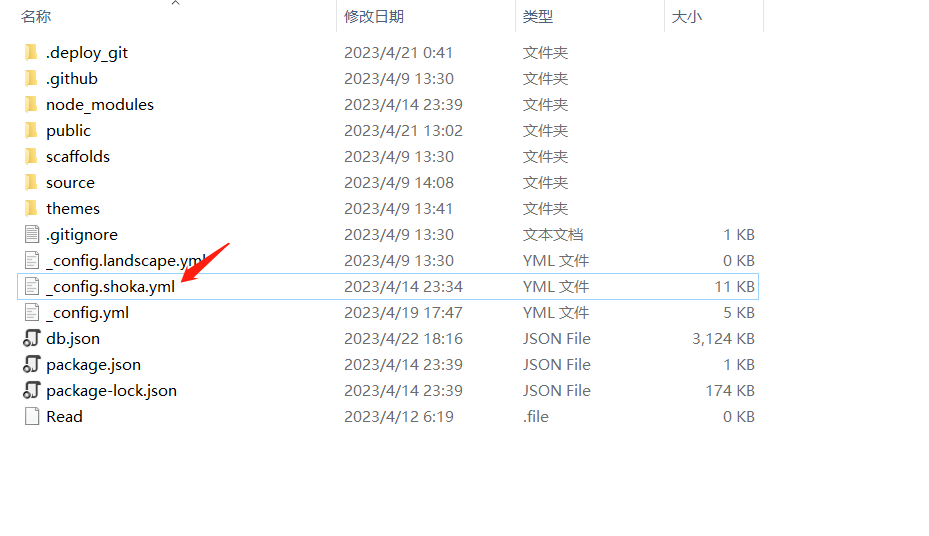 名称 修改日期 类型 大小
.deploy_git 2023/4/21 0:41 文件夹
.github 2023/4/9 13:30 文件夹
node_modules 2023/4/14 23:39 文件夹
public 2023/4/21 13:02 文件夹
scaffolds 2023/4/9 13:30 文件夹
source 2023/4/9 14:08 文件夹
themes 2023/4/9 13:41 文件夹
.gitignore 2023/4/9 13:30 文本文档 1 KB
_config.landscape.yml 2023/4/9 13:30 YML 文件 0 KB
_config.shoka.yml 2023/4/14 23:34 YML 文件 11 KB
_config.yml 2023/4/19 17:47 YML 文件 5 KB
db.json 2023/4/22 18:16 JSON File 3,124 KB
package.json 2023/4/14 23:39 JSON File 1 KB
package-lock.json 2023/4/14 23:39 JSON File 174 KB
Read 2023/4/12 6:19 .file 0 KB